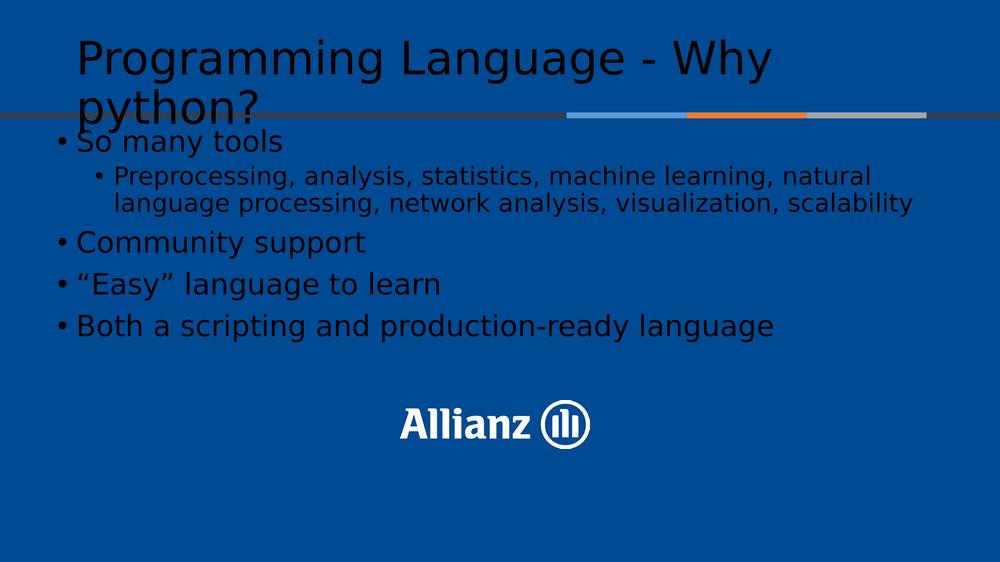 Programming Language - Why
python?
• So many tools
• Preprocessing, analysis, statistics, machine learning, natural
language processing, network analysis, visualization, scalability
• Community support
• “Easy” language to learn
• Both a scripting and production-ready language
Allianz